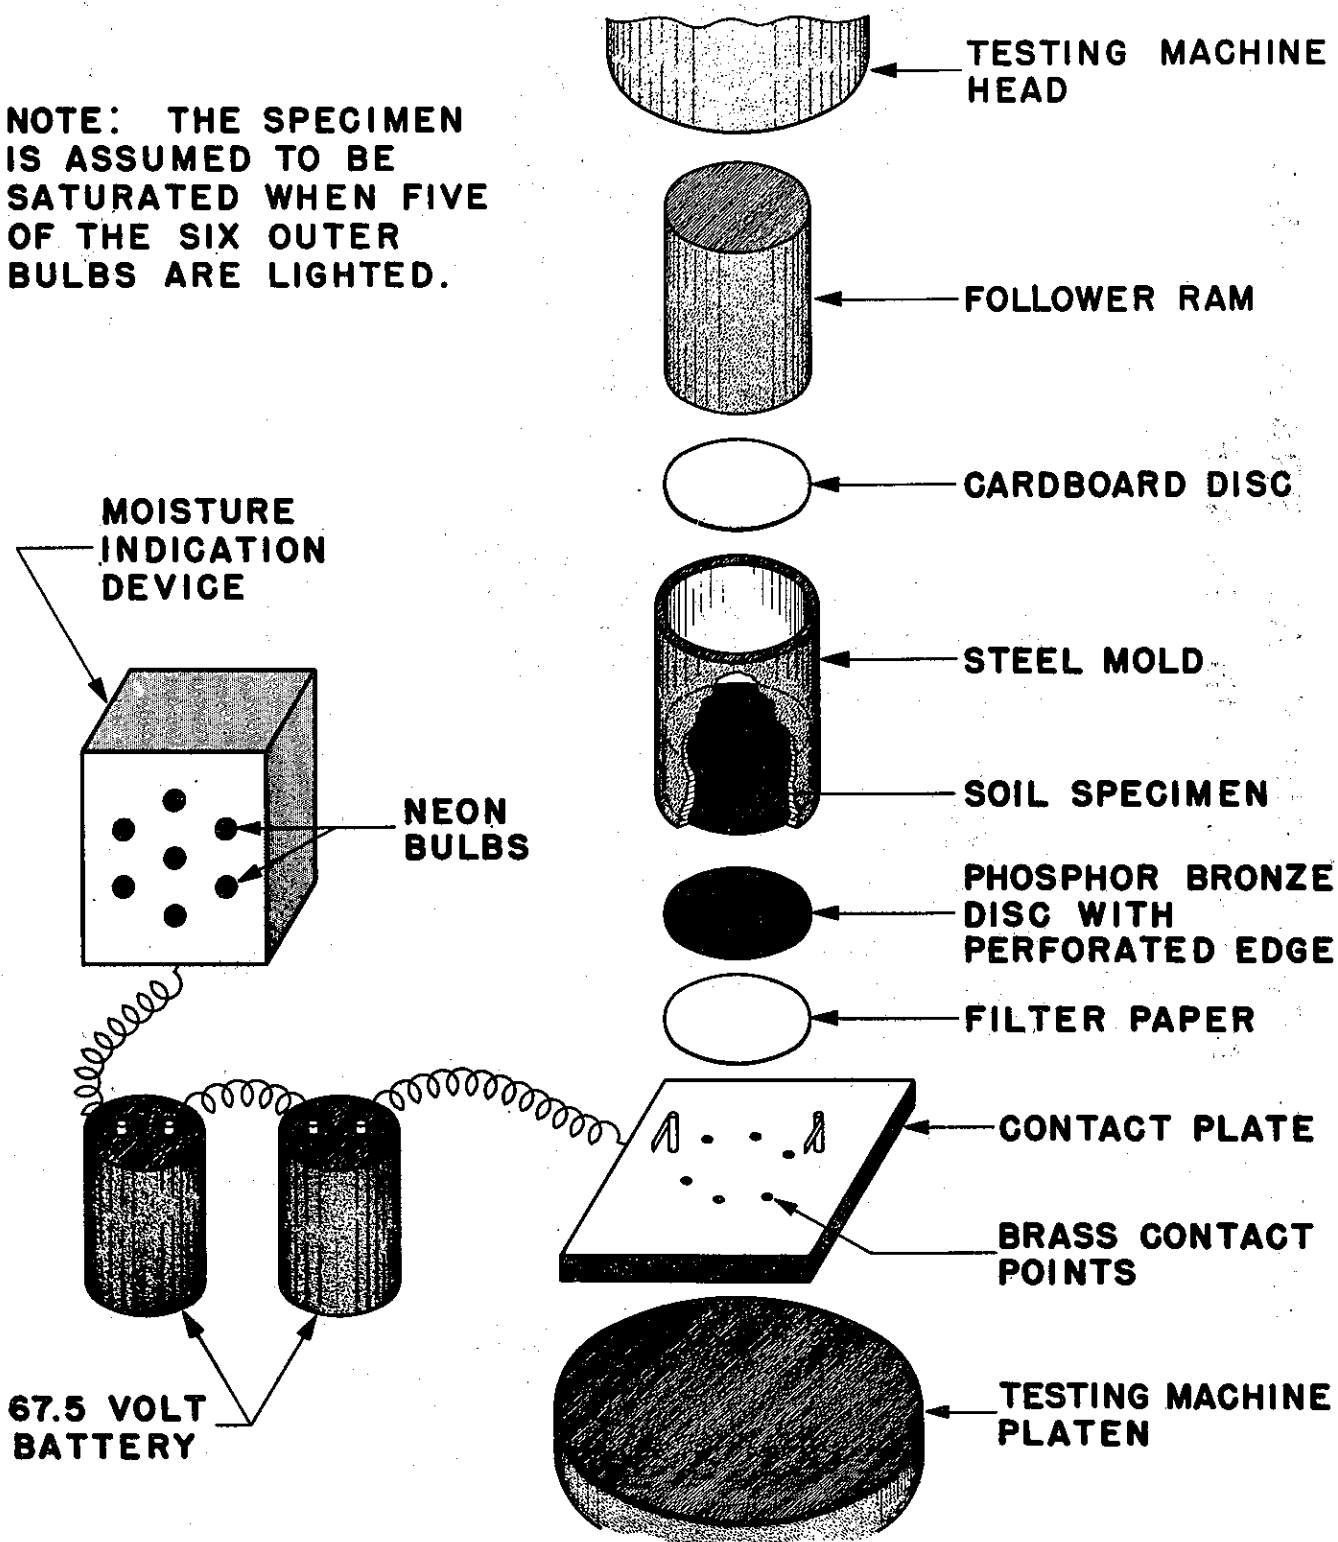 TESTING MACHINE
HEAD
NOTE: THE SPECIMEN
IS ASSUMED TO BE
SATURATED WHEN FIVE
OF THE SIX OUTER
BULBS ARE LIGHTED.
FOLLOWER RAM
CARDBOARD DISC
MOISTURE
INDICATION
DEVICE
STEEL MOLD
SOIL SPECIMEN
NEON
BULBS
PHOSPHOR BRONZE
DISC WITH
PERFORATED EDGE
FILTER PAPER
CONTACT PLATE
BRASS CONTACT
POINTS
TESTING MACHINE
PLATEN
67.5 VOLT
BATTERY